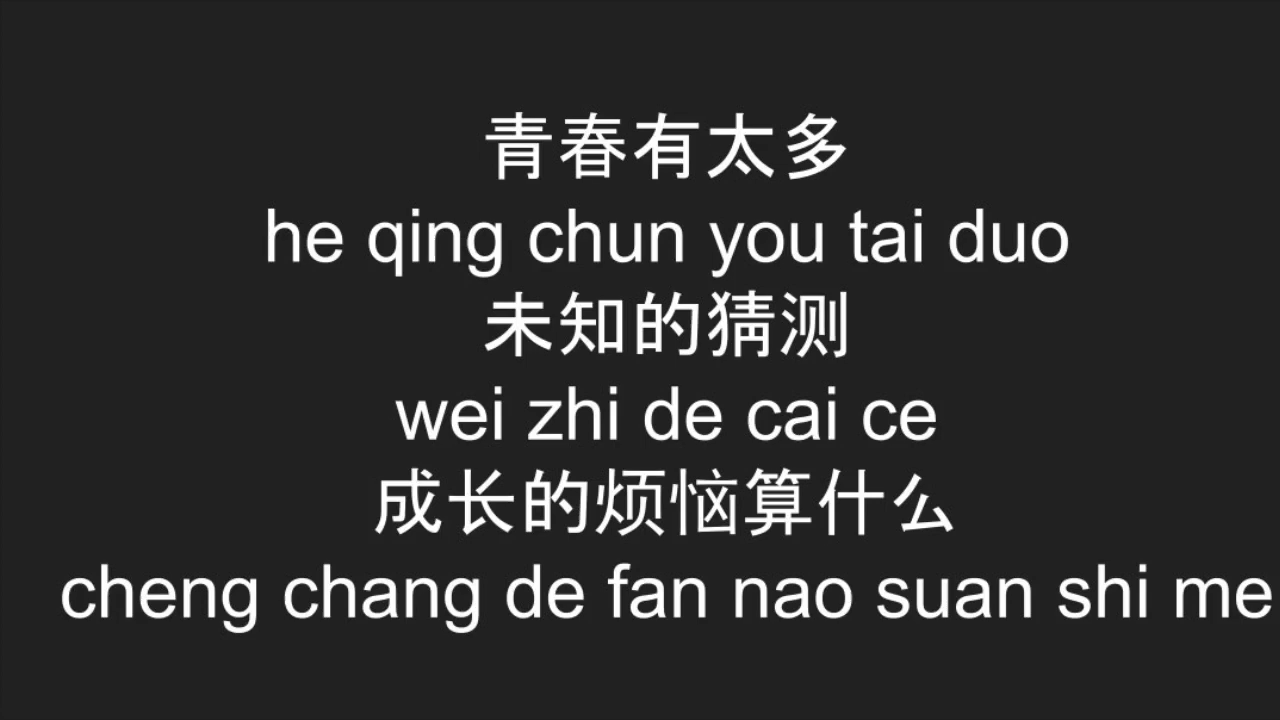 青春有太多
he qing chun you tai duo
未知的猜测
wei zhi de cai ce
成长的烦恼算什么
cheng chang de fan nao suan shi me